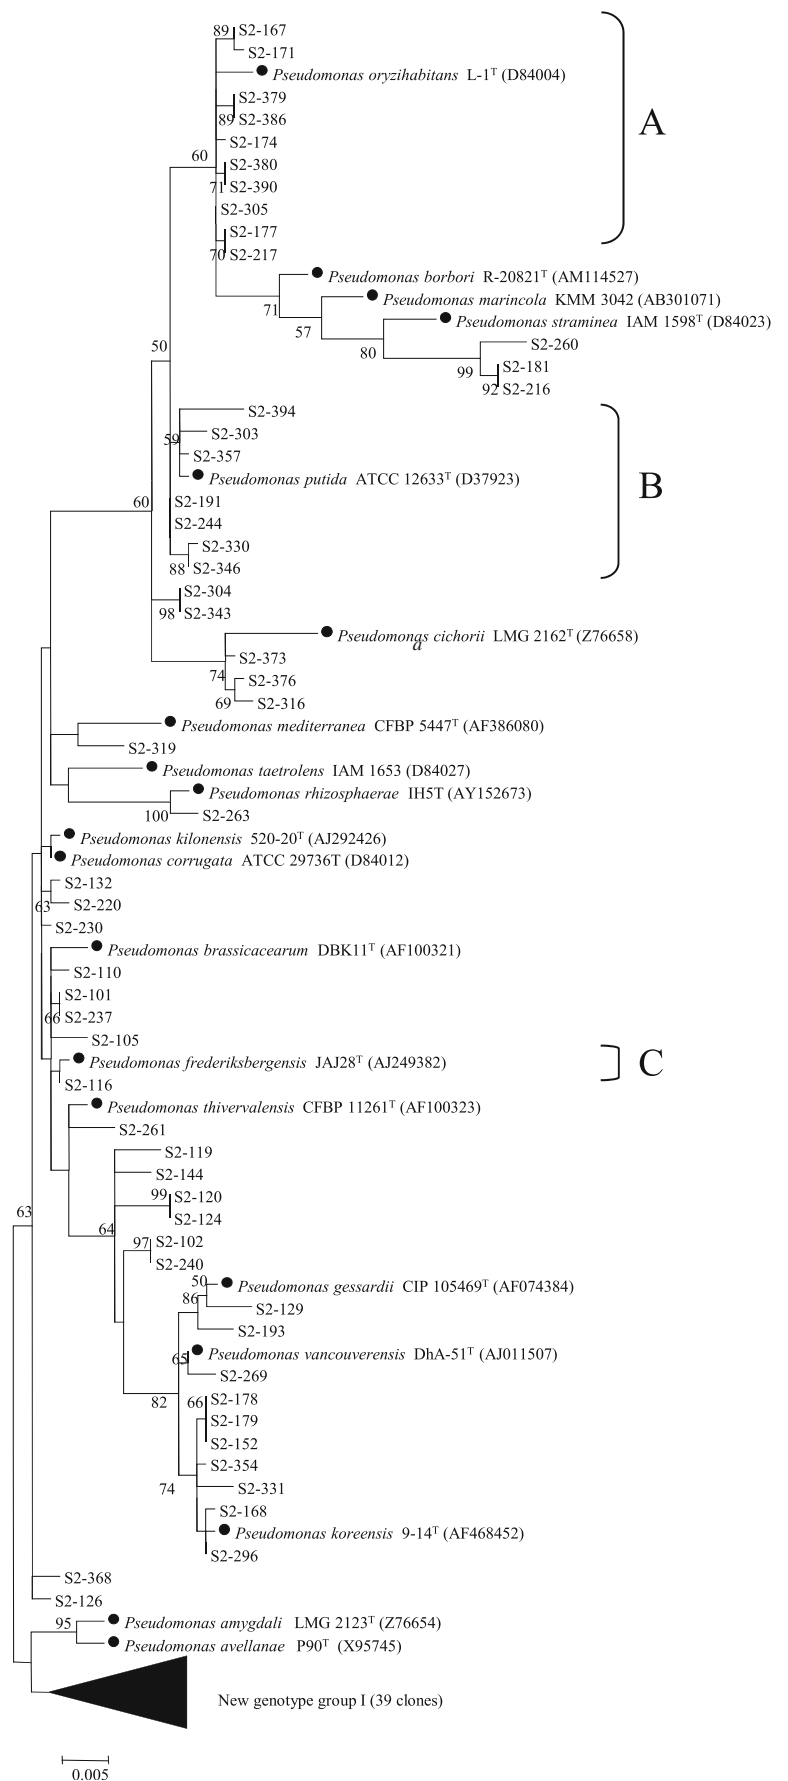 89 S2-167
S2-171
Pseudomonas oryzihabitans L-1ᵀ (D84004)
S2-379
89 S2-386
A
S2-174
60 S2-380
71 S2-390
S2-305
S2-177
70 S2-217
Pseudomonas borbori R-20821ᵀ (AM114527)
Pseudomonas marincola KMM 3042 (AB301071)
71
Pseudomonas straminea IAM 1598ᵀ (D84023)
57
50 S2-260
80
S2-181
99
92 S2-216
S2-394
S2-303
59
S2-357
Pseudomonas putida ATCC 12633ᵀ (D37923)
B
60 S2-191
S2-244
S2-330
88 S2-346
S2-304
98 S2-343
Pseudomonas cichorii LMG 2162ᵀ (Z76658)
a
S2-373
74
S2-376
69 S2-316
Pseudomonas mediterranea CFBP 5447ᵀ (AF386080)
S2-319
Pseudomonas taetrolens IAM 1653 (D84027)
Pseudomonas rhizosphaerae IH5T (AY152673)
100 S2-263
Pseudomonas kilonensis 520-20ᵀ (AJ292426)
Pseudomonas corrugata ATCC 29736T (D84012)
S2-132
63 S2-220
S2-230
Pseudomonas brassicacearum DBK11ᵀ (AF100321)
S2-110
S2-101
66 S2-237
S2-105
Pseudomonas frederiksbergensis JAJ28ᵀ (AJ249382)
C
S2-116
Pseudomonas thivervalensis CFBP 11261ᵀ (AF100323)
S2-261
S2-119
S2-144
99 S2-120
63 S2-124
64
97 S2-102
S2-240
50 Pseudomonas gessardii CIP 105469ᵀ (AF074384)
86 S2-129
S2-193
Pseudomonas vancouverensis DhA-51ᵀ (AJ011507)
65
S2-269
82 66 S2-178
S2-179
S2-152
S2-354
74 S2-331
S2-168
Pseudomonas koreensis 9-14ᵀ (AF468452)
S2-296
S2-368
S2-126
95 Pseudomonas amygdali LMG 2123ᵀ (Z76654)
Pseudomonas avellanae P90ᵀ (X95745)
New genotype group I (39 clones)
0.005